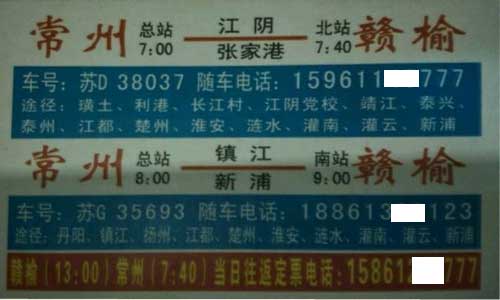 常州 总站 7:00 江阴 张家港 北站 7:40 赣榆
车号：苏D 38037 随车电话：159611 777
途径：璜土、利港、长江村、江阴党校、靖江、泰兴、
泰州、江都、楚州、淮安、涟水、灌南、灌云、新浦
常州 总站 8:00 镇江 新浦 南站 9:00 赣榆
车号：苏G 35693 随车电话：188613 123
途径：丹阳、镇江、扬州、江都、楚州、淮安、涟水、灌南、灌云、新浦
赣榆(13:00)常州(7:40)当日往返定票电话:158612 777